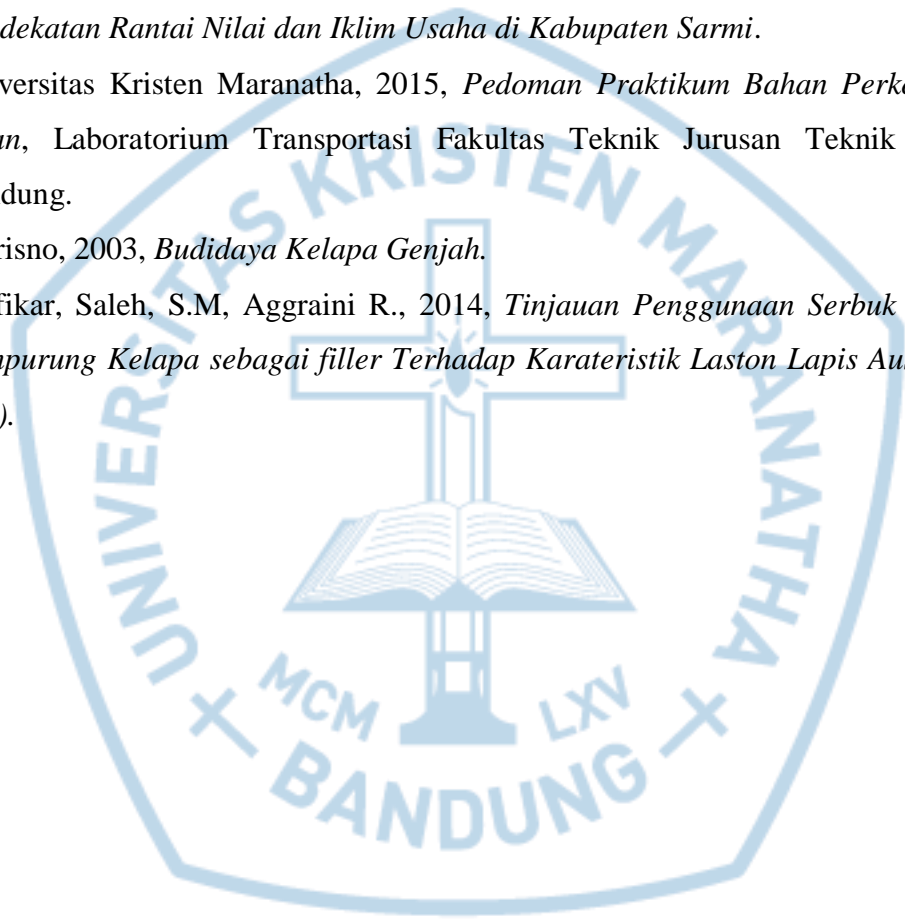 dekatan Rantai Nilai dan Iklim Usaha di Kabupaten Sarmi.
versitas Kristen Maranatha, 2015, Pedoman Praktikum Bahan Perke
an, Laboratorium Transportasi Fakultas Teknik Jurusan Teknik
ndung.
risno, 2003, Budidaya Kelapa Genjah.
fikar, Saleh, S.M, Aggraini R., 2014, Tinjauan Penggunaan Serbuk
npurung Kelapa sebagai filler Terhadap Karateristik Laston Lapis Au
).
UNIVERSITAS KRISTEN MARANATHA
MCM LXV
BANDUNG